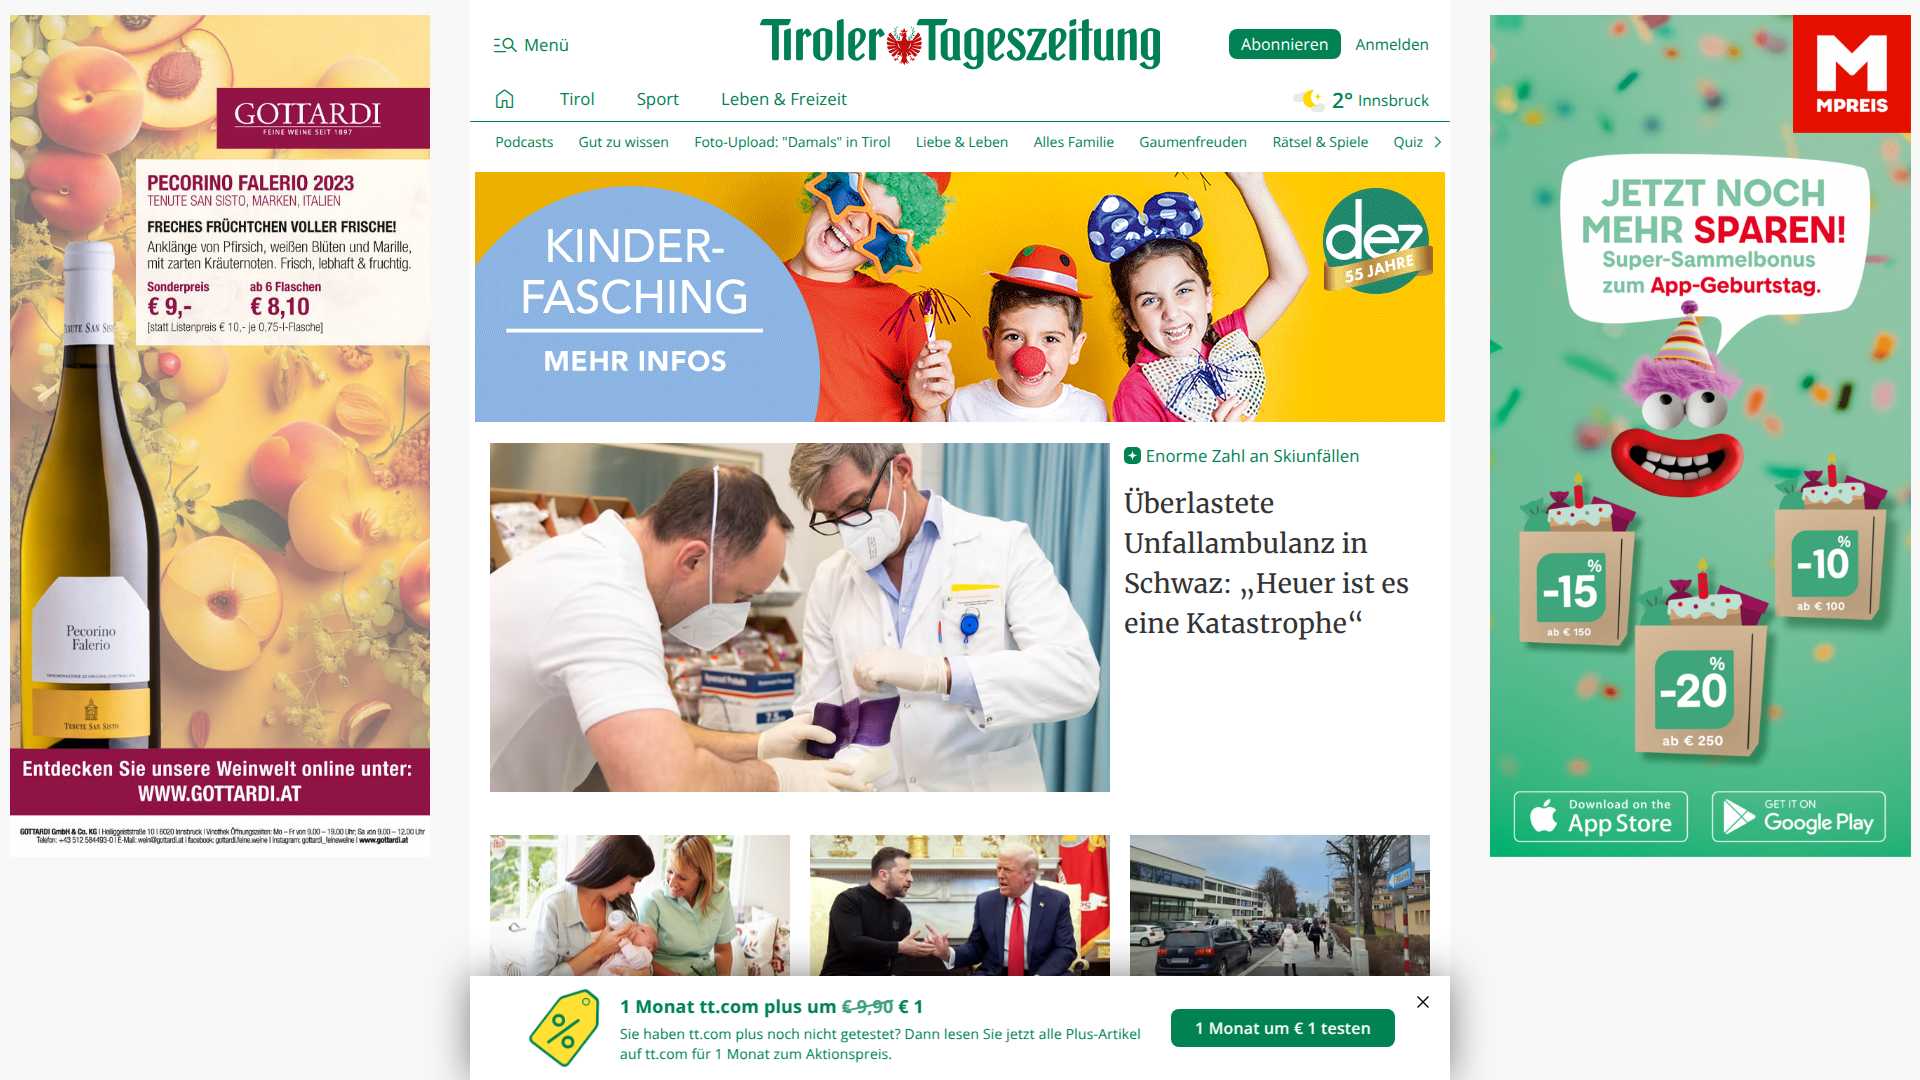 GOTTARDI
FEINE WEINE SEIT 1897
PECORINO FALERIO 2023
TENUTE SAN SISTO, MARKEN, ITALIEN
FRECHES FRÜCHTCHEN VOLLER FRISCHE!
Anklänge von Pfirsich, weißen Blüten und Marille,
mit zarten Kräuternoten. Frisch, lebhaft & fruchtig.
Sonderpreis ab 6 Flaschen
€ 9,- € 8,10
[statt Listenpreis € 10,- je 0,75-l-Flasche]
TENUTE SAN SIS
Pecorino
Falerio
TENUTE SAN SISTO
Entdecken Sie unsere Weinwelt online unter:
WWW.GOTTARDI.AT
GOTTARDI GmbH & Co. KG | Heiliggeiststraße 10 | 6020 Innsbruck | Vinothek Öffnungszeiten: Mo – Fr von 9.00 – 19.00 Uhr; Sa von 9.00 – 12.00 Uhr
Telefon: +43 512 584493-0 | E-Mail: wein@gottardi.at | facebook: gottardi.feine.weine | Instagram: gottardi_feineweine | www.gottardi.at
Menü
Tiroler Tageszeitung
Abonnieren Anmelden
Tirol Sport Leben & Freizeit
2° Innsbruck
Podcasts Gut zu wissen Foto-Upload: "Damals" in Tirol Liebe & Leben Alles Familie Gaumenfreuden Rätsel & Spiele Quiz
KINDER-
FASCHING
MEHR INFOS
dez
55 JAHRE
Enorme Zahl an Skiunfällen
Überlastete
Unfallambulanz in
Schwaz: „Heuer ist es
eine Katastrophe“
1 Monat tt.com plus um € 9,90 € 1
Sie haben tt.com plus noch nicht getestet? Dann lesen Sie jetzt alle Plus-Artikel
auf tt.com für 1 Monat zum Aktionspreis.
1 Monat um € 1 testen
M
MPREIS
JETZT NOCH
MEHR SPAREN!
Super-Sammelbonus
zum App-Geburtstag.
-10%
ab € 100
-15%
ab € 150
-20%
ab € 250
Download on the
App Store
GET IT ON
Google Play